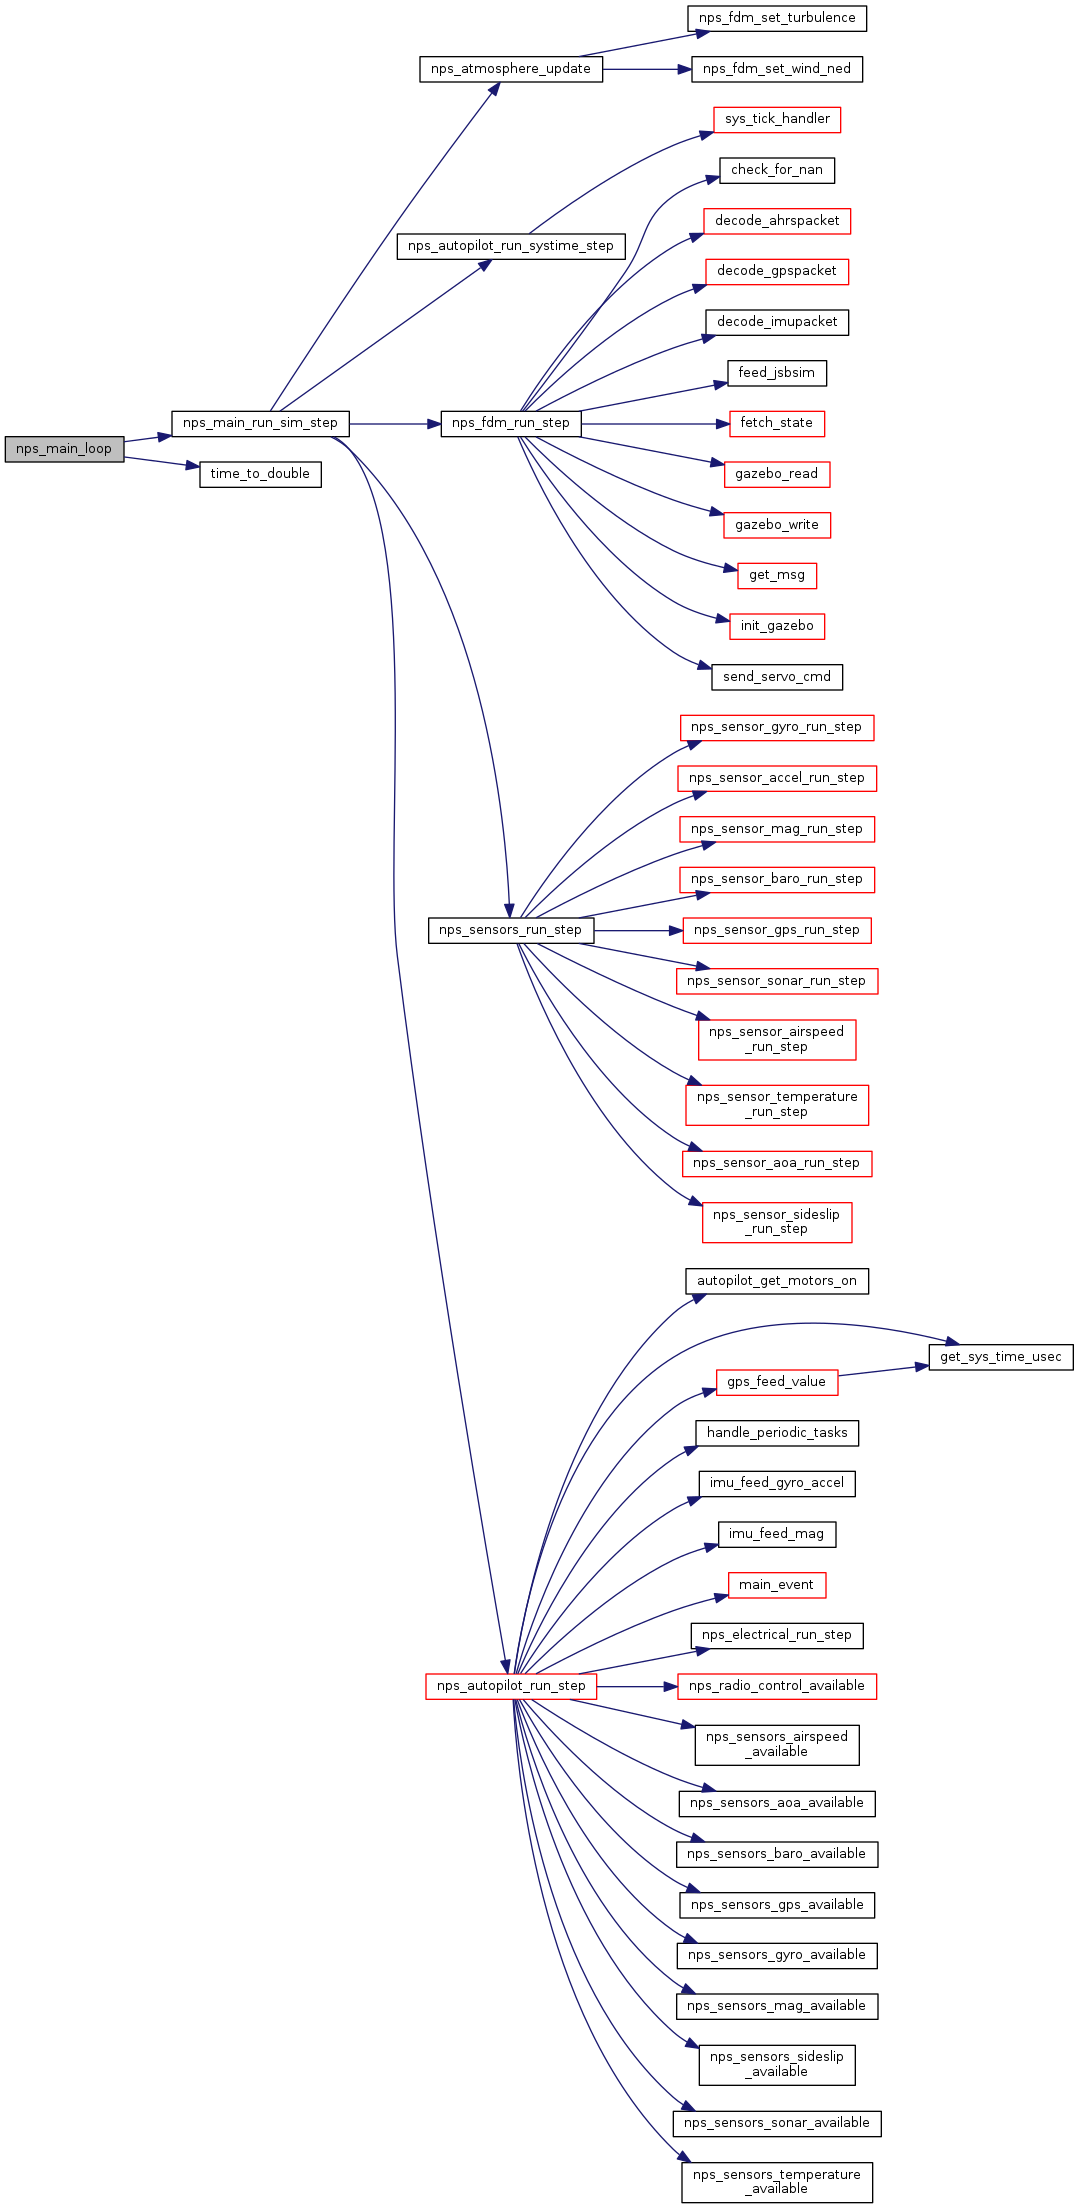 nps_fdm_set_turbulence
nps_atmosphere_update
nps_fdm_set_wind_ned
sys_tick_handler
check_for_nan
decode_ahrspacket
nps_autopilot_run_systime_step
decode_gpspacket
decode_imupacket
feed_jsbsim
nps_main_run_sim_step
nps_fdm_run_step
fetch_state
nps_main_loop
time_to_double
gazebo_read
gazebo_write
get_msg
init_gazebo
send_servo_cmd
nps_sensor_gyro_run_step
nps_sensor_accel_run_step
nps_sensor_mag_run_step
nps_sensor_baro_run_step
nps_sensors_run_step
nps_sensor_gps_run_step
nps_sensor_sonar_run_step
nps_sensor_airspeed
_run_step
nps_sensor_temperature
_run_step
nps_sensor_aoa_run_step
nps_sensor_sideslip
_run_step
autopilot_get_motors_on
get_sys_time_usec
gps_feed_value
handle_periodic_tasks
imu_feed_gyro_accel
imu_feed_mag
main_event
nps_electrical_run_step
nps_autopilot_run_step
nps_radio_control_available
nps_sensors_airspeed
_available
nps_sensors_aoa_available
nps_sensors_baro_available
nps_sensors_gps_available
nps_sensors_gyro_available
nps_sensors_mag_available
nps_sensors_sideslip
_available
nps_sensors_sonar_available
nps_sensors_temperature
_available